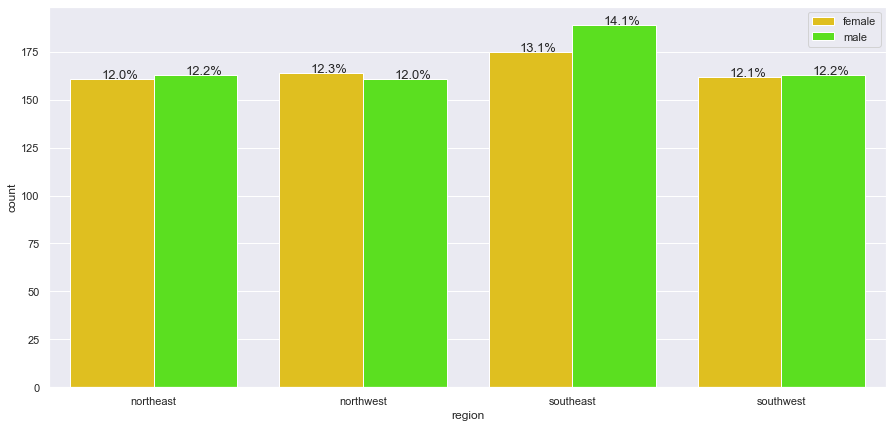 14.1%
female
male
175
13.1%
12.0%
12.2%
12.3%
12.0%
12.1%
12.2%
150
125
count
100
75
50
25
0
northeast
northwest
southeast
southwest
region